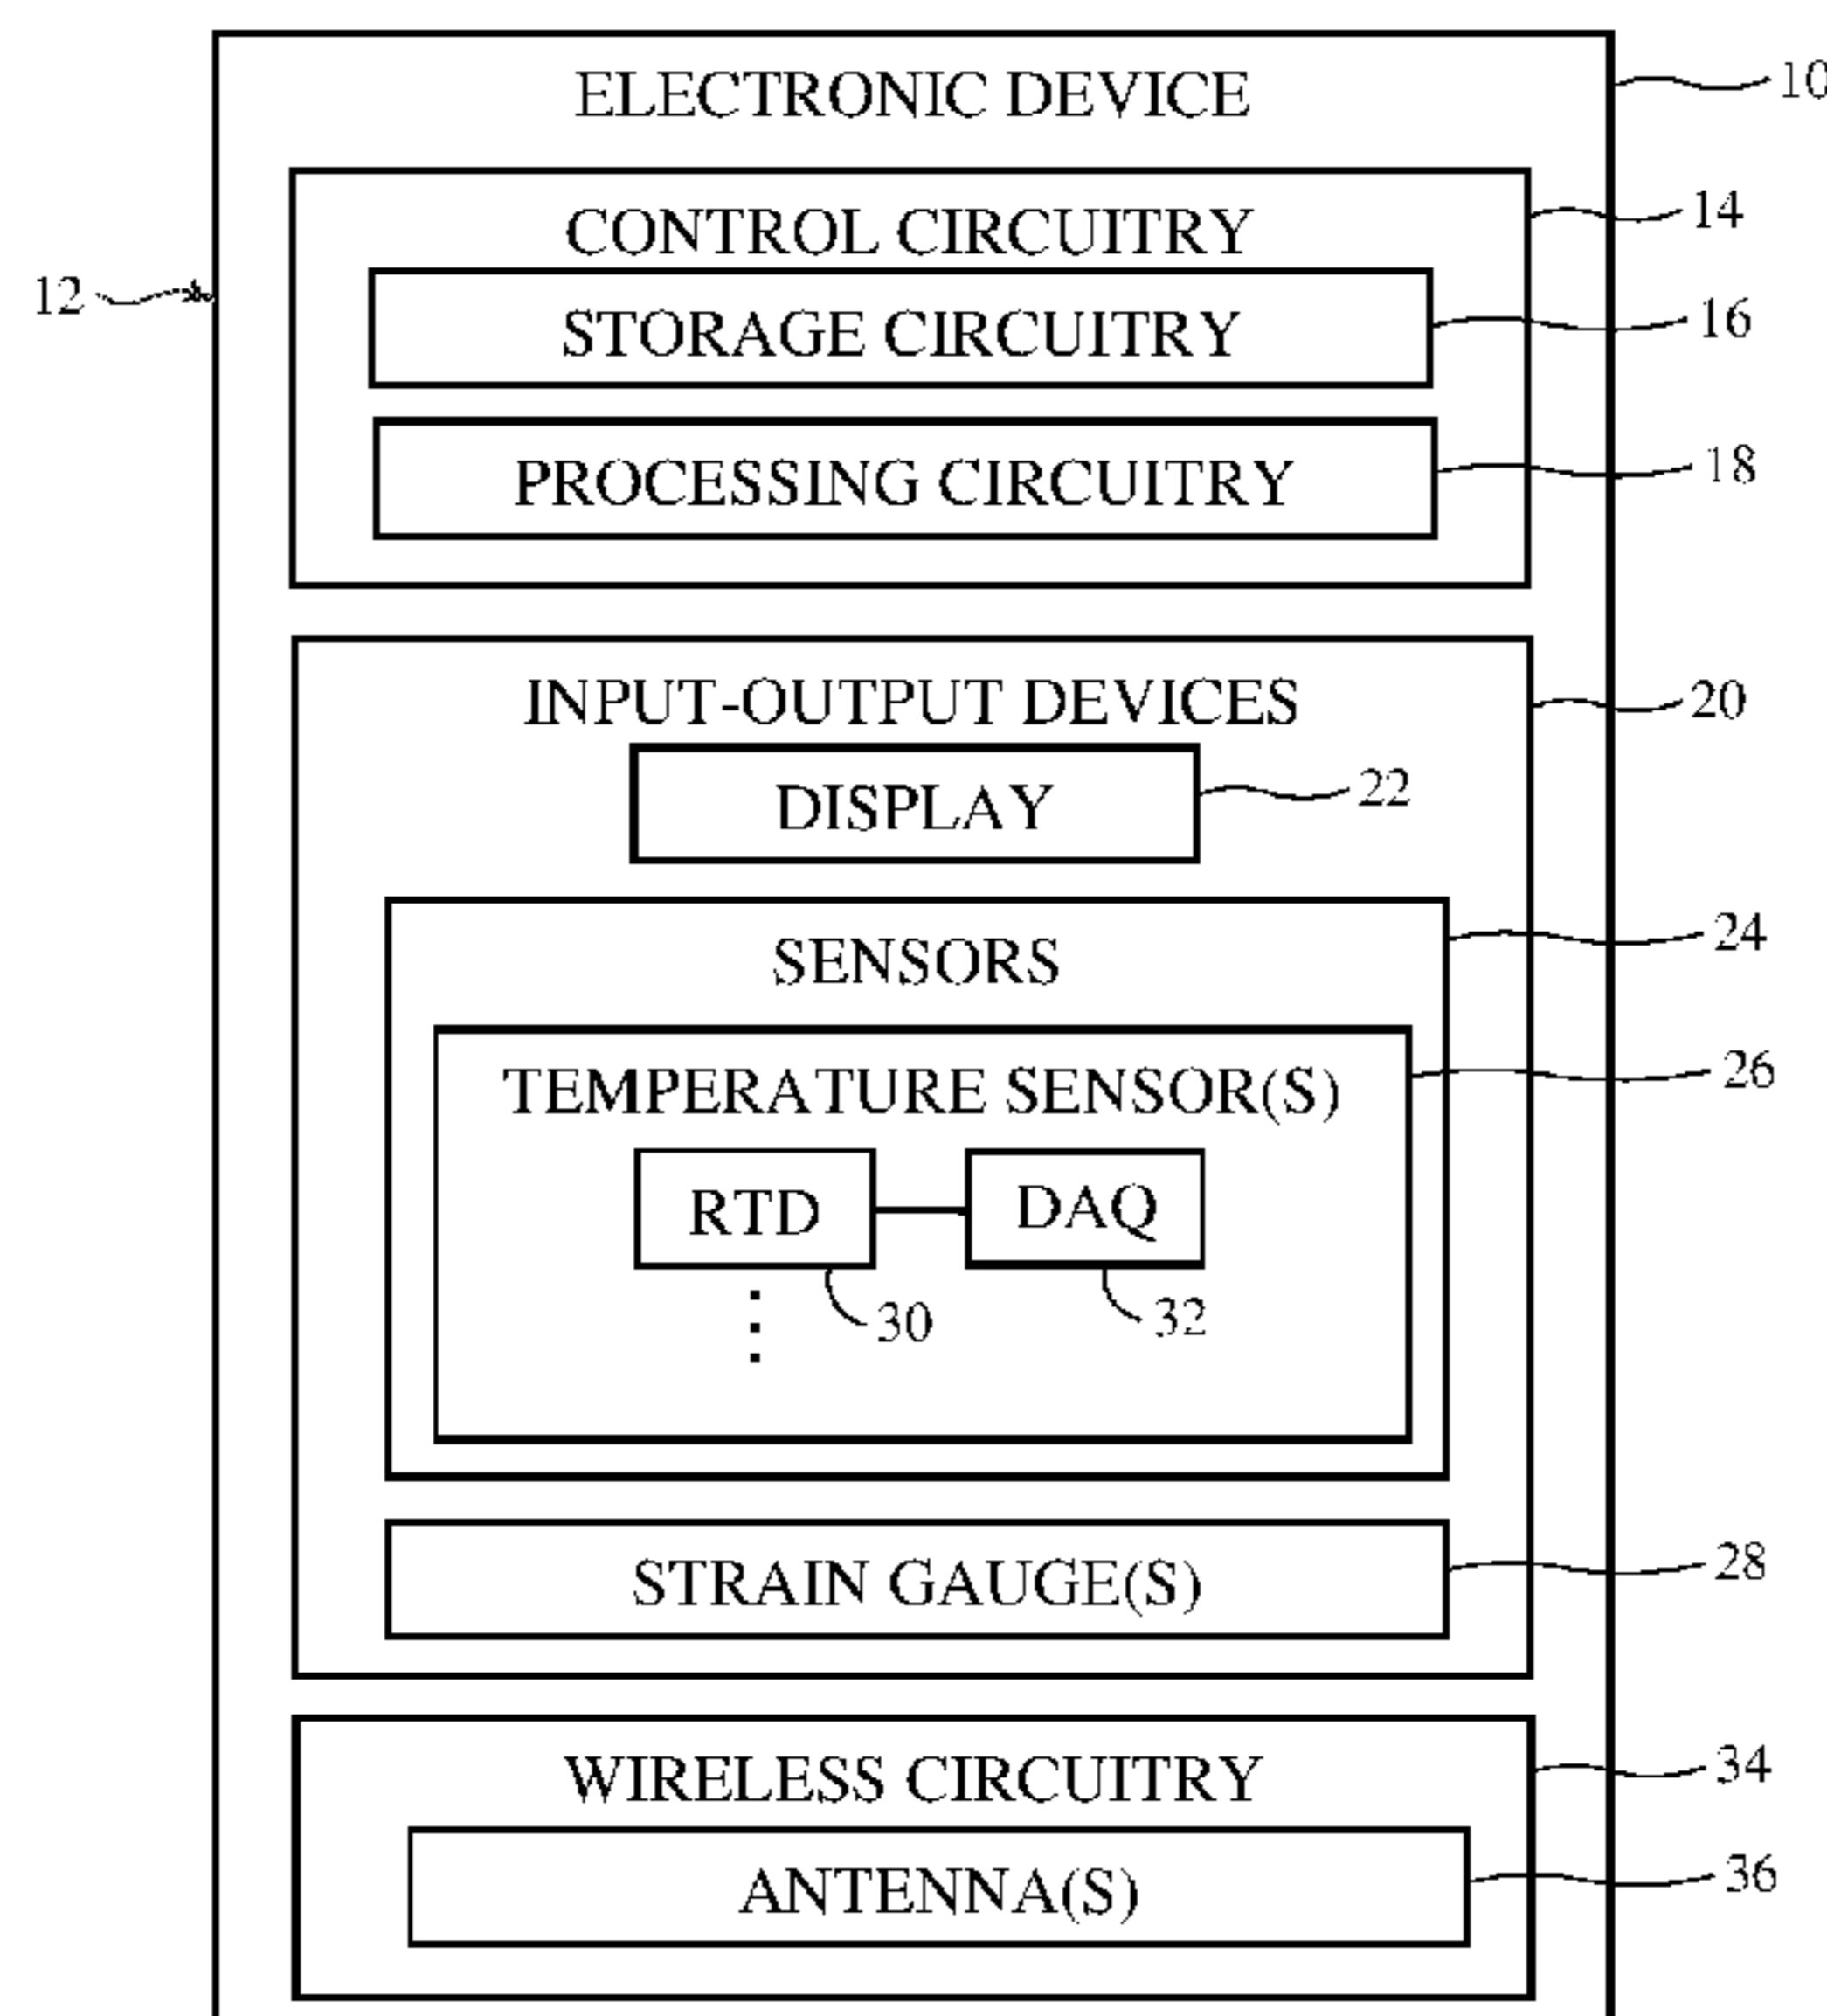 ELECTRONIC DEVICE
10
CONTROL CIRCUITRY
14
12
STORAGE CIRCUITRY
16
PROCESSING CIRCUITRY
18
INPUT-OUTPUT DEVICES
20
DISPLAY
22
SENSORS
24
TEMPERATURE SENSOR(S)
26
RTD
DAQ
30
32
STRAIN GAUGE(S)
28
WIRELESS CIRCUITRY
34
ANTENNA(S)
36